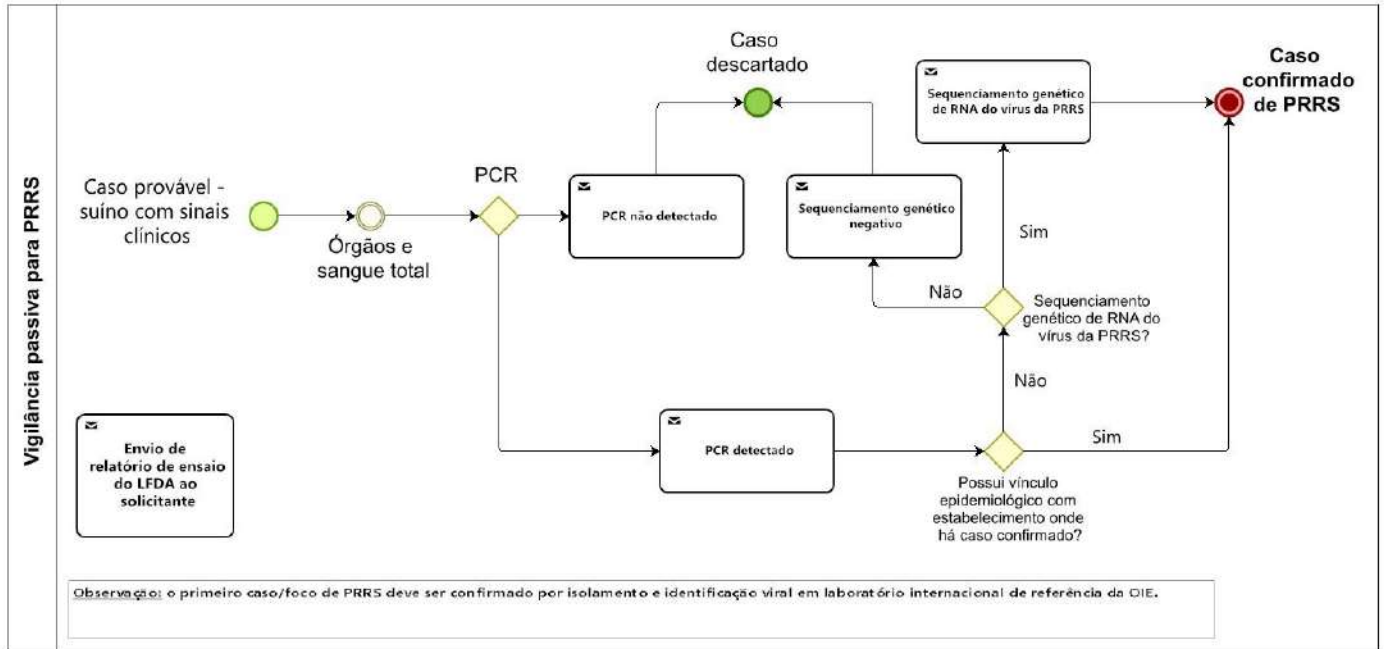 Vigilância passiva para PRRS
Caso provável -
suíno com sinais
clínicos
Órgãos e
sangue total
PCR
PCR não detectado
Caso
descartado
Sequenciamento genético
negativo
Sequenciamento genético
de RNA do vírus da PRRS
Caso
confirmado
de PRRS
Sim
Não
Sequenciamento
genético de RNA do
vírus da PRRS?
Não
PCR detectado
Sim
Possui vínculo
epidemiológico com
estabelecimento onde
há caso confirmado?
Envio de
relatório de ensaio
do LFDA ao
solicitante
Observação: o primeiro caso/foco de PRRS deve ser confirmado por isolamento e identificação viral em laboratório internacional de referência da OIE.